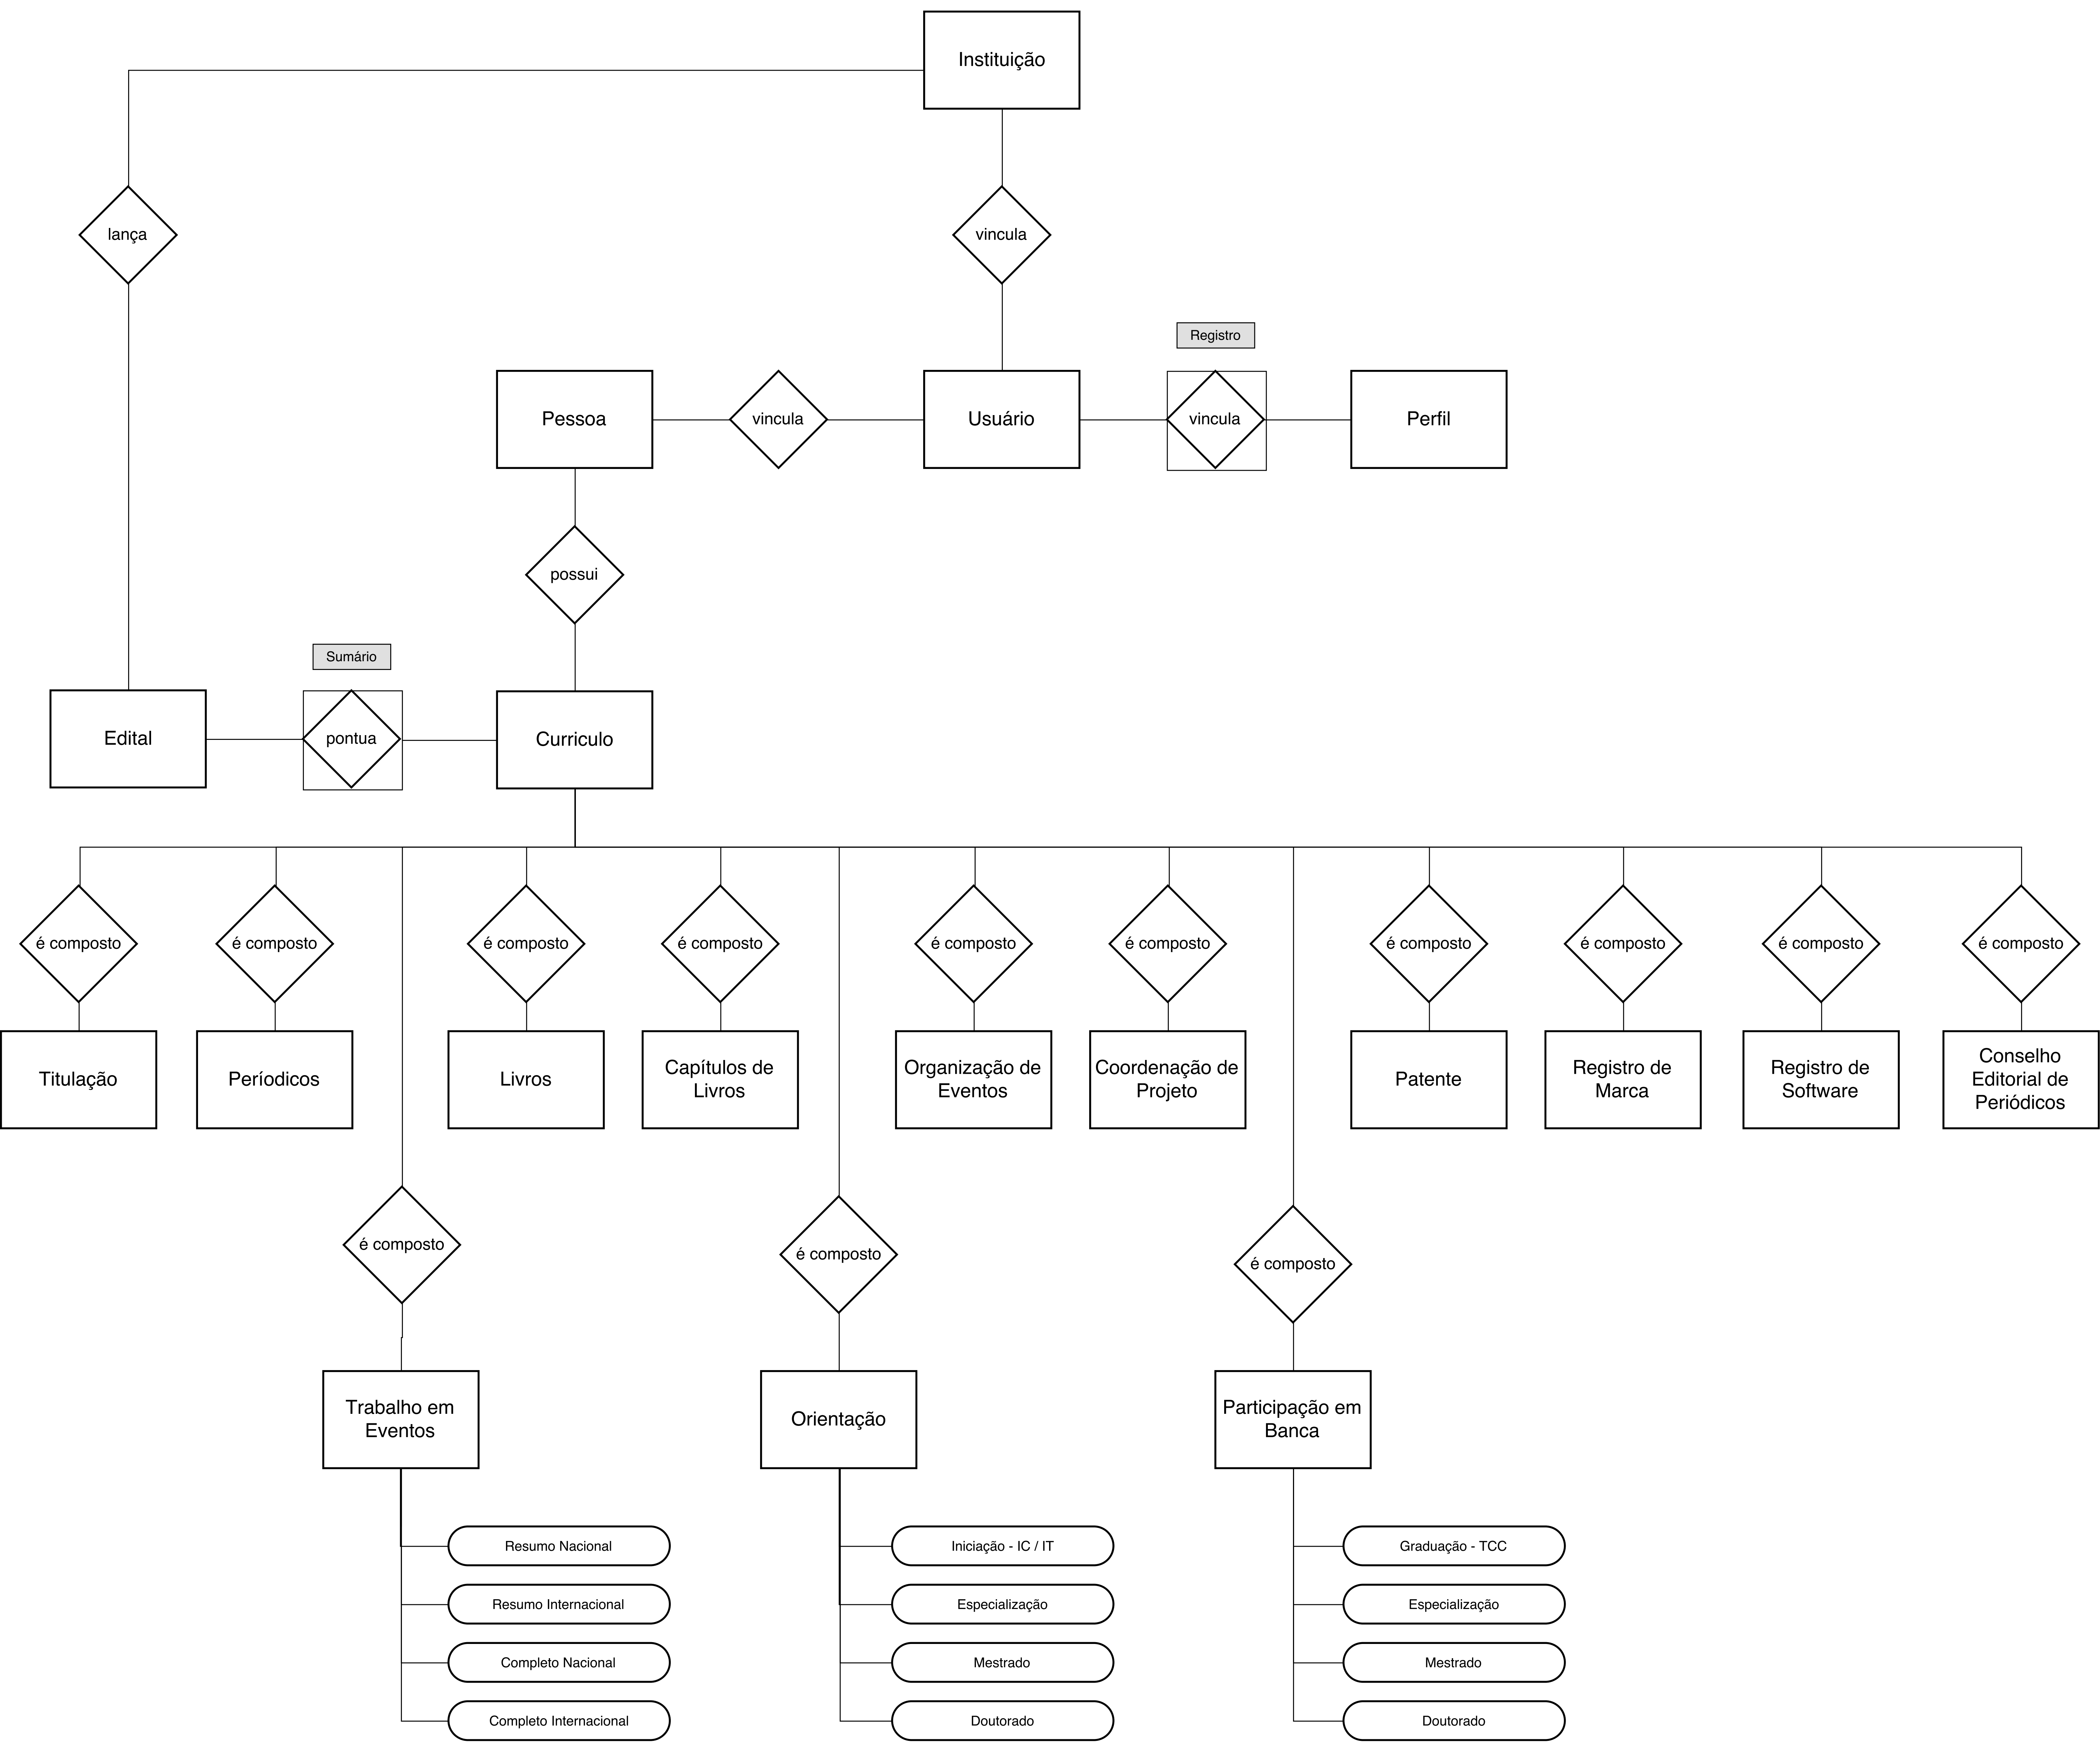 Instituição
lança
vincula
Registro
Pessoa
vincula
Usuário
vincula
Perfil
possui
Sumário
Edital
pontua
Curriculo
é composto
é composto
é composto
é composto
é composto
é composto
é composto
é composto
é composto
é composto
Titulação
Períodicos
Livros
Capítulos de
Livros
Organização de
Eventos
Coordenação de
Projeto
Patente
Registro de
Marca
Registro de
Software
Conselho
Editorial de
Periódicos
é composto
é composto
é composto
Trabalho em
Eventos
Orientação
Participação em
Banca
Resumo Nacional
Iniciação - IC / IT
Graduação - TCC
Resumo Internacional
Especialização
Especialização
Completo Nacional
Mestrado
Mestrado
Completo Internacional
Doutorado
Doutorado